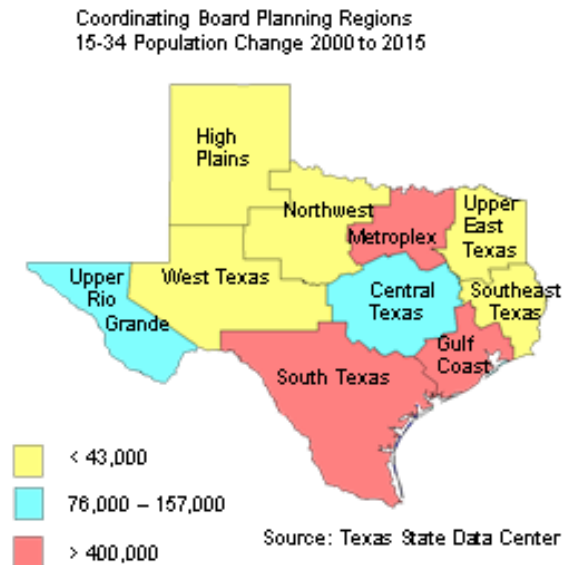 Coordinating Board Planning Regions
15-34 Population Change 2000 to 2015
High
Plains
Northwest
Metroplex
Upper
East
Texas
Upper
Rio
Grande
West Texas
Central
Texas
Southeast
Texas
Gulf
Coast
South Texas
< 43,000
76,000 – 157,000
> 400,000
Source: Texas State Data Center